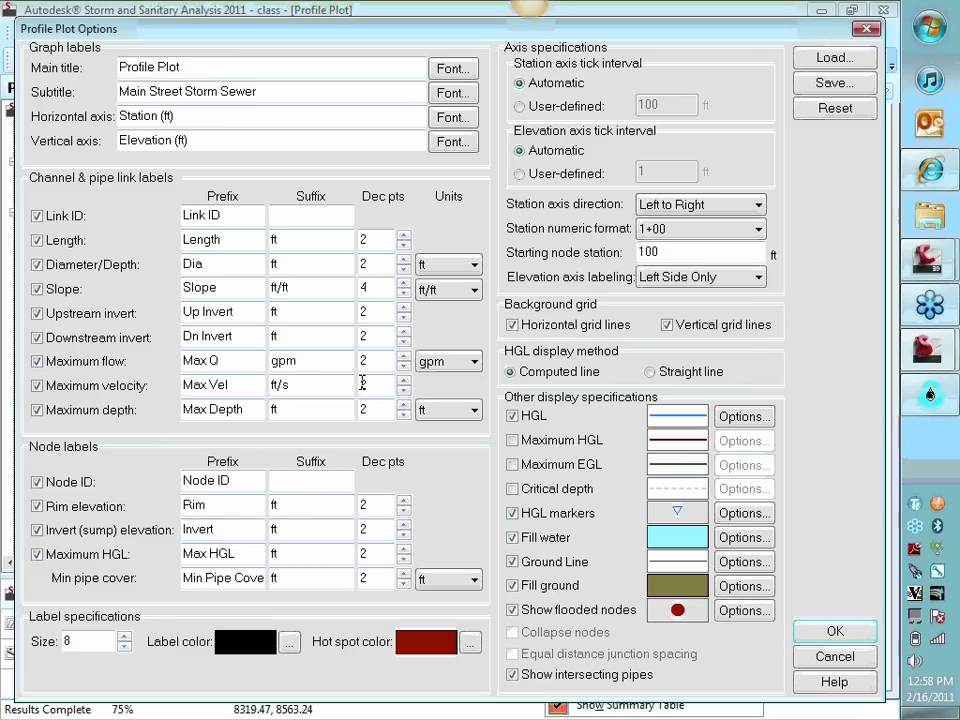 Autodesk® Storm and Sanitary Analysis 2011 - class - [Profile Plot]
Profile Plot Options
Graph labels
Main title: Profile Plot Font...
Subtitle: Main Street Storm Sewer Font...
Horizontal axis: Station (ft) Font...
Vertical axis: Elevation (ft) Font...
Channel & pipe link labels
Prefix Suffix Dec pts Units
Link ID: Link ID
Length: Length ft 2
Diameter/Depth: Dia ft 2 ft
Slope: Slope ft/ft 4 ft/ft
Upstream invert: Up Invert ft 2
Downstream invert: Dn Invert ft 2
Maximum flow: Max Q gpm 2 gpm
Maximum velocity: Max Vel ft/s
Maximum depth: Max Depth ft 2 ft
Node labels
Prefix Suffix Dec pts
Node ID: Node ID
Rim elevation: Rim ft 2
Invert (sump) elevation: Invert ft 2
Maximum HGL: Max HGL ft 2
Min pipe cover: Min Pipe Cove ft 2 ft
Label specifications
Size: 8 Label color: ... Hot spot color: ...
Axis specifications
Station axis tick interval
Automatic
User-defined: 100 ft
Elevation axis tick interval
Automatic
User-defined: 1 ft
Station axis direction: Left to Right
Station numeric format: 1+00
Starting node station: 100 ft
Elevation axis labeling: Left Side Only
Background grid
Horizontal grid lines Vertical grid lines
HGL display method
Computed line Straight line
Other display specifications
HGL Options...
Maximum HGL Options...
Maximum EGL Options...
Critical depth Options...
HGL markers Options...
Fill water Options...
Ground Line Options...
Fill ground Options...
Show flooded nodes Options...
Collapse nodes
Equal distance junction spacing
Show intersecting pipes
Load...
Save...
Reset
OK
Cancel
Help
Results Complete 75% 8319.47, 8563.24 Show Summary Table
12:58 PM
2/16/2011